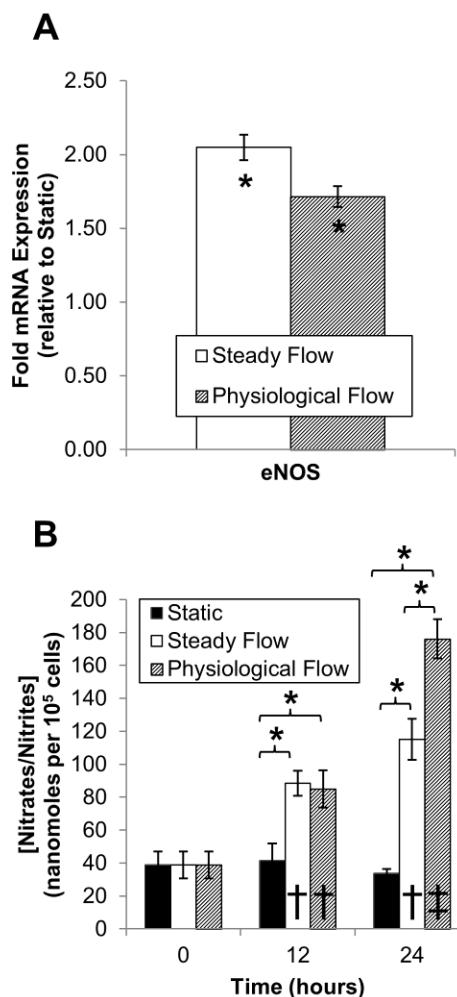 A
Fold mRNA Expression
(relative to Static)
2.50
2.00
1.50
1.00
0.50
0.00
*
*
Steady Flow
Physiological Flow
eNOS
B
[Nitrates/Nitrites]
(nanomoles per 10⁵ cells)
200
180
160
140
120
100
80
60
40
20
0
Static
Steady Flow
Physiological Flow
*
*
*
*
*
† †
† ‡
0 12 24
Time (hours)